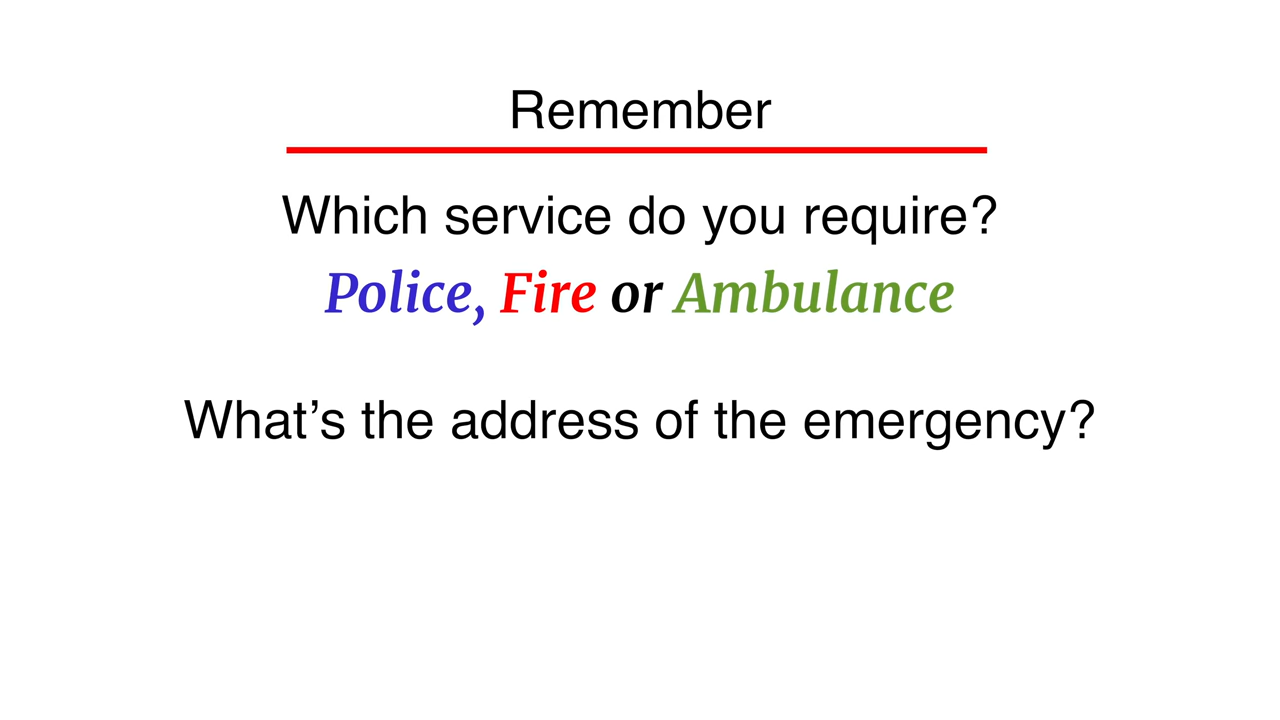 Remember
Which service do you require?
Police, Fire or Ambulance
What’s the address of the emergency?